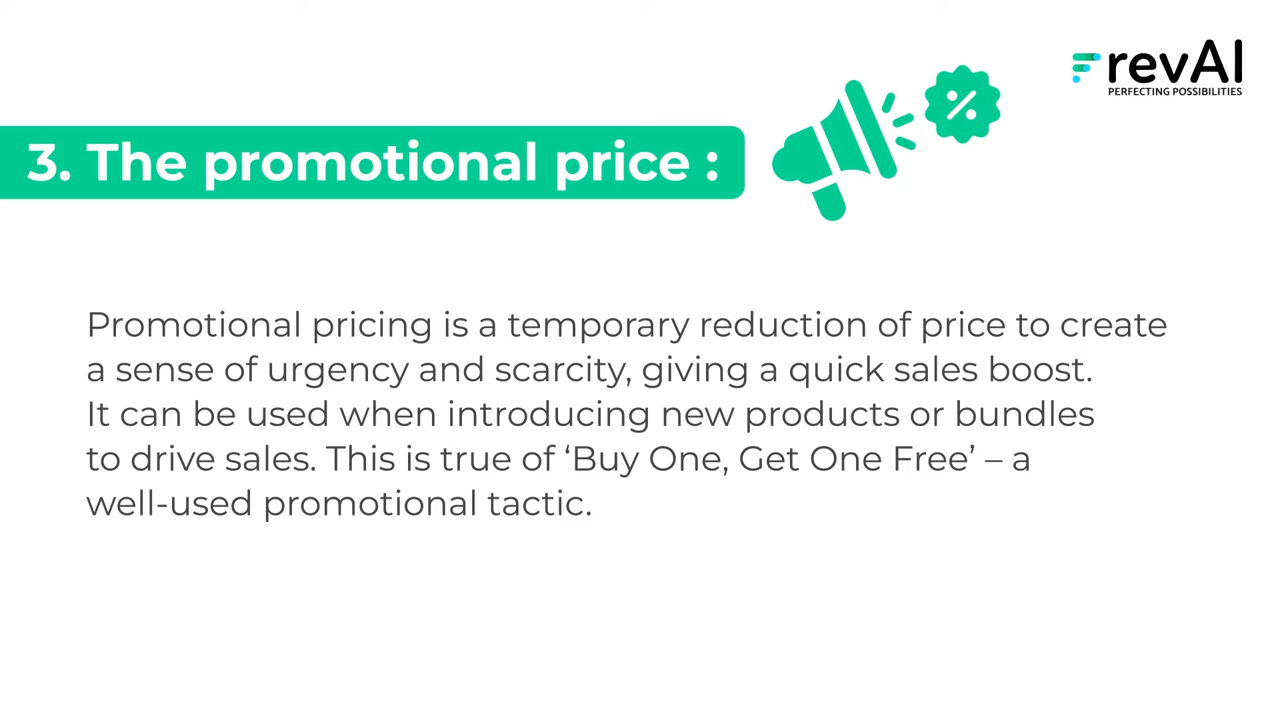 revAI
PERFECTING POSSIBILITIES
3. The promotional price :
%
Promotional pricing is a temporary reduction of price to create
a sense of urgency and scarcity, giving a quick sales boost.
It can be used when introducing new products or bundles
to drive sales. This is true of ‘Buy One, Get One Free’ – a
well-used promotional tactic.